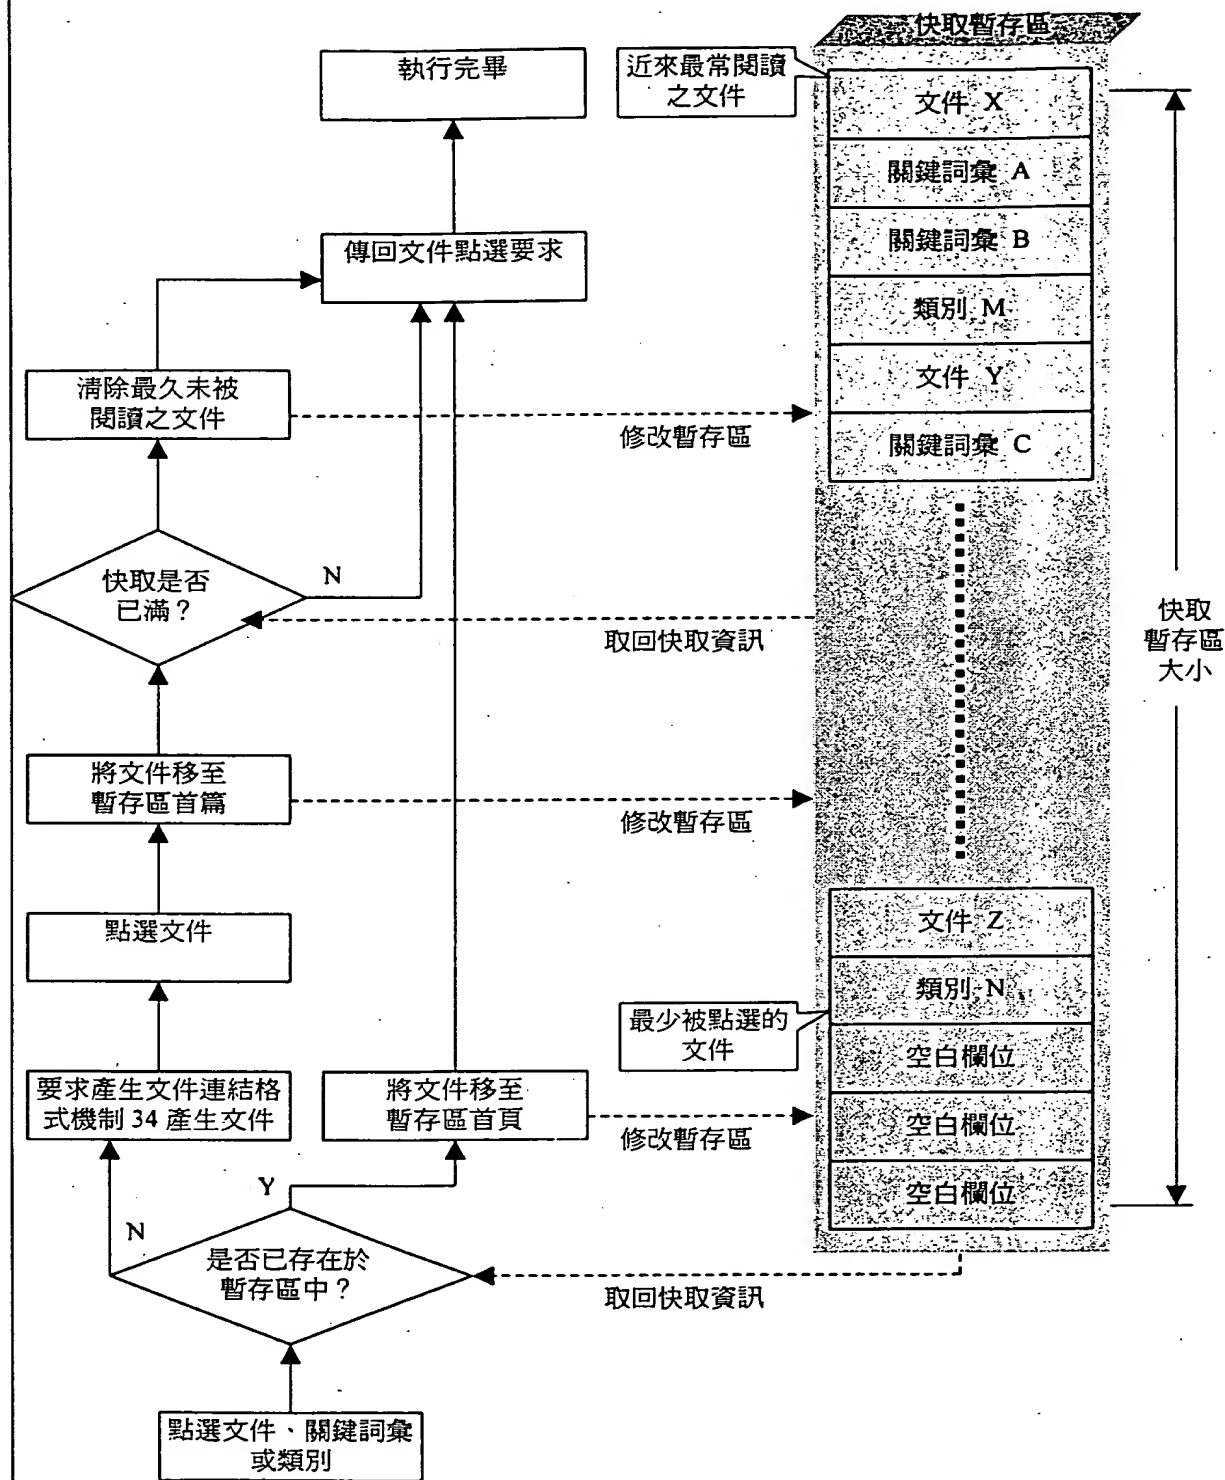 快取暫存區
執行完畢
近來最常閱讀
之文件
文件 X
關鍵詞彙 A
傳回文件點選要求
關鍵詞彙 B
類別 M
清除最久未被
閱讀之文件
文件 Y
修改暫存區
關鍵詞彙 C
快取是否
已滿?
N
取回快取資訊
快取
暫存區
大小
將文件移至
暫存區首篇
修改暫存區
點選文件
文件 Z
類別 N
最少被點選的
文件
空白欄位
要求產生文件連結格
式機制 34 產生文件
將文件移至
暫存區首頁
修改暫存區
空白欄位
空白欄位
Y
N
是否已存在於
暫存區中?
取回快取資訊
點選文件、關鍵詞彙
或類別